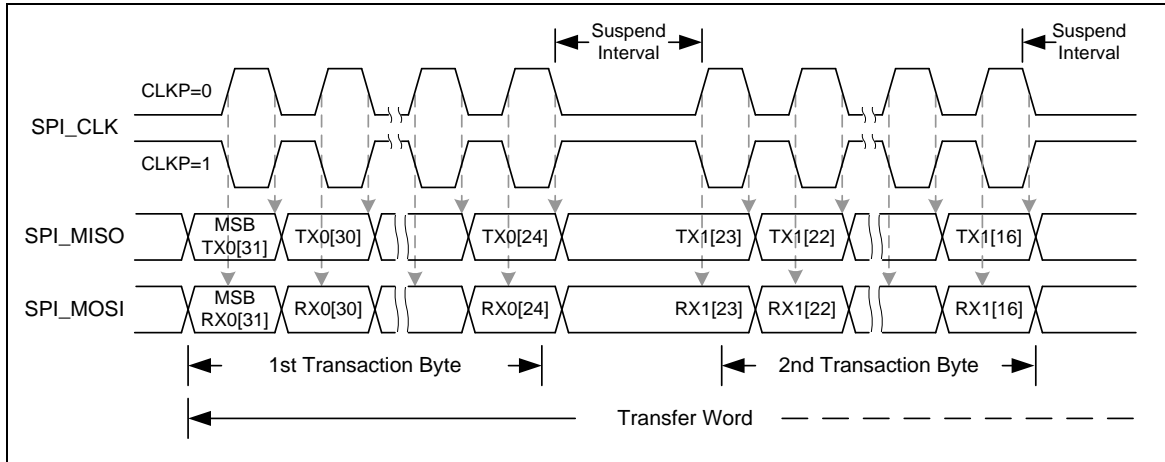 Suspend
Interval
Suspend
Interval
CLKP=0
SPI_CLK
CLKP=1
SPI_MISO
MSB
TX0[31]
TX0[30]
TX0[24]
TX1[23]
TX1[22]
TX1[16]
SPI_MOSI
MSB
RX0[31]
RX0[30]
RX0[24]
RX1[23]
RX1[22]
RX1[16]
1st Transaction Byte
2nd Transaction Byte
Transfer Word